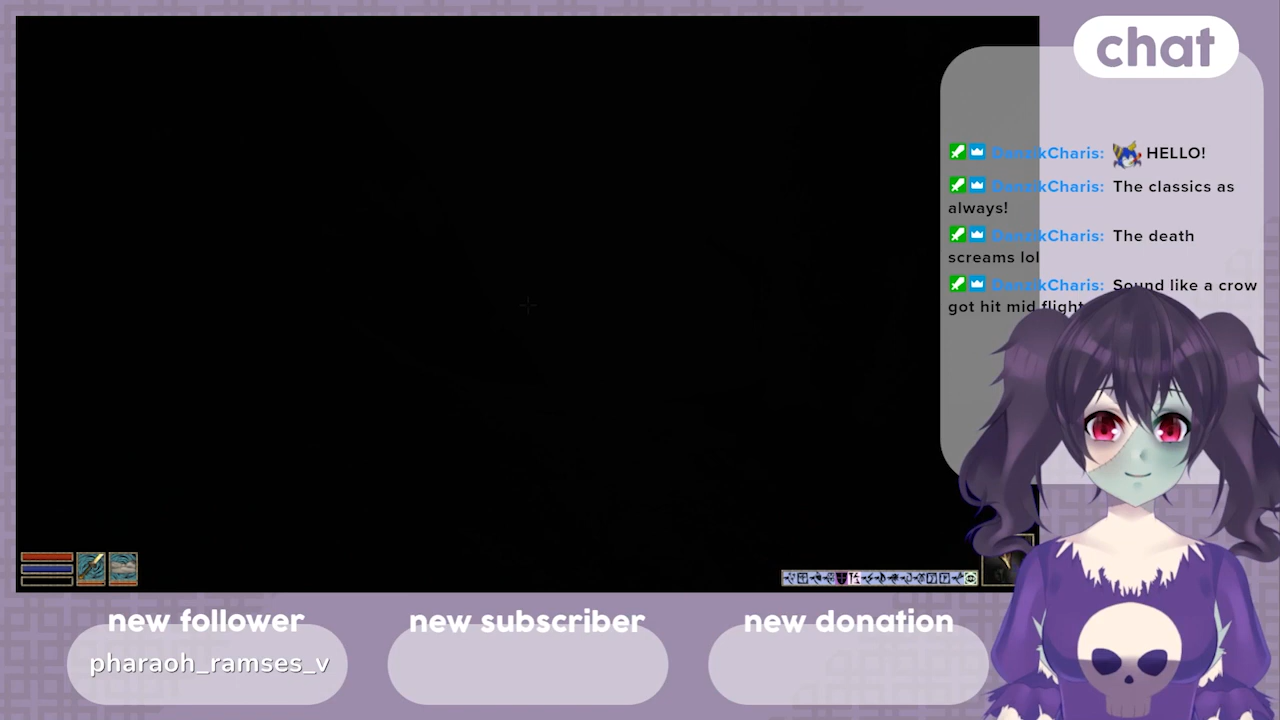 chat
DanzikCharis: HELLO!
DanzikCharis: The classics as
always!
DanzikCharis: The death
screams lol
DanzikCharis: Sound like a crow
got hit mid flight
new follower
new subscriber
new donation
pharaoh_ramses_v